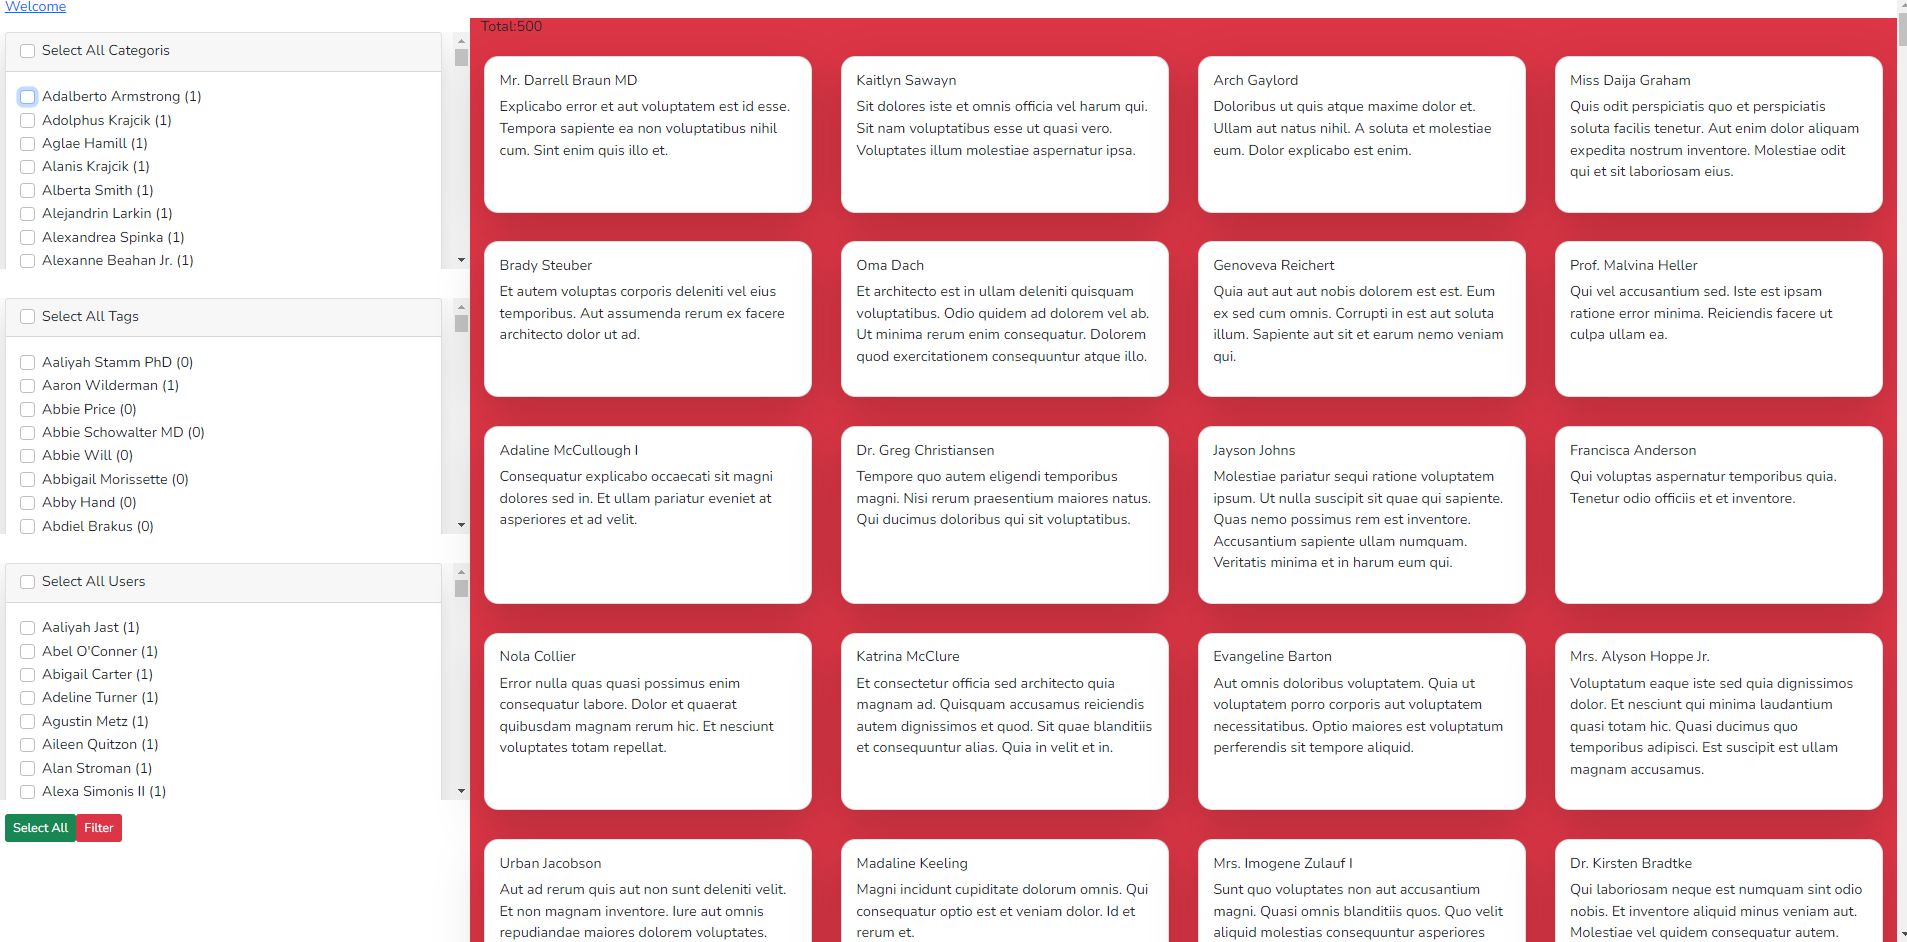 Welcome
Select All Categoris
Adalberto Armstrong (1)
Adolphus Krajcik (1)
Aglae Hamill (1)
Alanis Krajcik (1)
Alberta Smith (1)
Alejandrin Larkin (1)
Alexandrea Spinka (1)
Alexanne Beahan Jr. (1)
Select All Tags
Aaliyah Stamm PhD (0)
Aaron Wilderman (1)
Abbie Price (0)
Abbie Schowalter MD (0)
Abbie Will (0)
Abbigail Morissette (0)
Abby Hand (0)
Abdiel Brakus (0)
Select All Users
Aaliyah Jast (1)
Abel O'Conner (1)
Abigail Carter (1)
Adeline Turner (1)
Agustin Metz (1)
Aileen Quitzon (1)
Alan Stroman (1)
Alexa Simonis II (1)
Select All
Filter
Total:500
Mr. Darrell Braun MD
Explicabo error et aut voluptatem est id esse.
Tempora sapiente ea non voluptatibus nihil
cum. Sint enim quis illo et.
Kaitlyn Sawayn
Sit dolores iste et omnis officia vel harum qui.
Sit nam voluptatibus esse ut quasi vero.
Voluptates illum molestiae aspernatur ipsa.
Arch Gaylord
Doloribus ut quis atque maxime dolor et.
Ullam aut natus nihil. A soluta et molestiae
eum. Dolor explicabo est enim.
Miss Daija Graham
Quis odit perspiciatis quo et perspiciatis
soluta facilis tenetur. Aut enim dolor aliquam
expedita nostrum inventore. Molestiae odit
qui et sit laboriosam eius.
Brady Steuber
Et autem voluptas corporis deleniti vel eius
temporibus. Aut assumenda rerum ex facere
architecto dolor ut ad.
Oma Dach
Et architecto est in ullam deleniti quisquam
voluptatibus. Odio quidem ad dolorem vel ab.
Ut minima rerum enim consequatur. Dolorem
quod exercitationem consequuntur atque illo.
Genoveva Reichert
Quia aut aut aut nobis dolorem est est. Eum
ex sed cum omnis. Corrupti in est aut soluta
illum. Sapiente aut sit et earum nemo veniam
qui.
Prof. Malvina Heller
Qui vel accusantium sed. Iste est ipsam
ratione error minima. Reiciendis facere ut
culpa ullam ea.
Adaline McCullough I
Consequatur explicabo occaecati sit magni
dolores sed in. Et ullam pariatur eveniet at
asperiores et ad velit.
Dr. Greg Christiansen
Tempore quo autem eligendi temporibus
magni. Nisi rerum praesentium maiores natus.
Qui ducimus doloribus qui sit voluptatibus.
Jayson Johns
Molestiae pariatur sequi ratione voluptatem
ipsum. Ut nulla suscipit sit quae qui sapiente.
Quas nemo possimus rem est inventore.
Accusantium sapiente ullam numquam.
Veritatis minima et in harum eum qui.
Francisca Anderson
Qui voluptas aspernatur temporibus quia.
Tenetur odio officiis et et inventore.
Nola Collier
Error nulla quas quasi possimus enim
consequatur labore. Dolor et quaerat
quibusdam magnam rerum hic. Et nesciunt
voluptates totam repellat.
Katrina McClure
Et consectetur officia sed architecto quia
magnam ad. Quisquam accusamus reiciendis
autem dignissimos et quod. Sit quae blanditiis
et consequuntur alias. Quia in velit et in.
Evangeline Barton
Aut omnis doloribus voluptatem. Quia ut
voluptatem porro corporis aut voluptatem
necessitatibus. Optio maiores est voluptatum
perferendis sit tempore aliquid.
Mrs. Alyson Hoppe Jr.
Voluptatum eaque iste sed quia dignissimos
dolor. Et nesciunt qui minima laudantium
quasi totam hic. Quasi ducimus quo
temporibus adipisci. Est suscipit est ullam
magnam accusamus.
Urban Jacobson
Aut ad rerum quis aut non sunt deleniti velit.
Et non magnam inventore. Iure aut omnis
repudiandae maiores dolorem voluptates.
Madaline Keeling
Magni incidunt cupiditate dolorum omnis. Qui
consequatur optio est et veniam dolor. Id et
rerum et.
Mrs. Imogene Zulauf I
Sunt quo voluptates non aut accusantium
magni. Quasi omnis blanditiis quos. Quo velit
aliquid molestias consequuntur asperiores
Dr. Kirsten Bradtke
Qui laboriosam neque est numquam sint odio
nobis. Et inventore aliquid minus veniam aut.
Molestiae vel quidem consequatur autem.